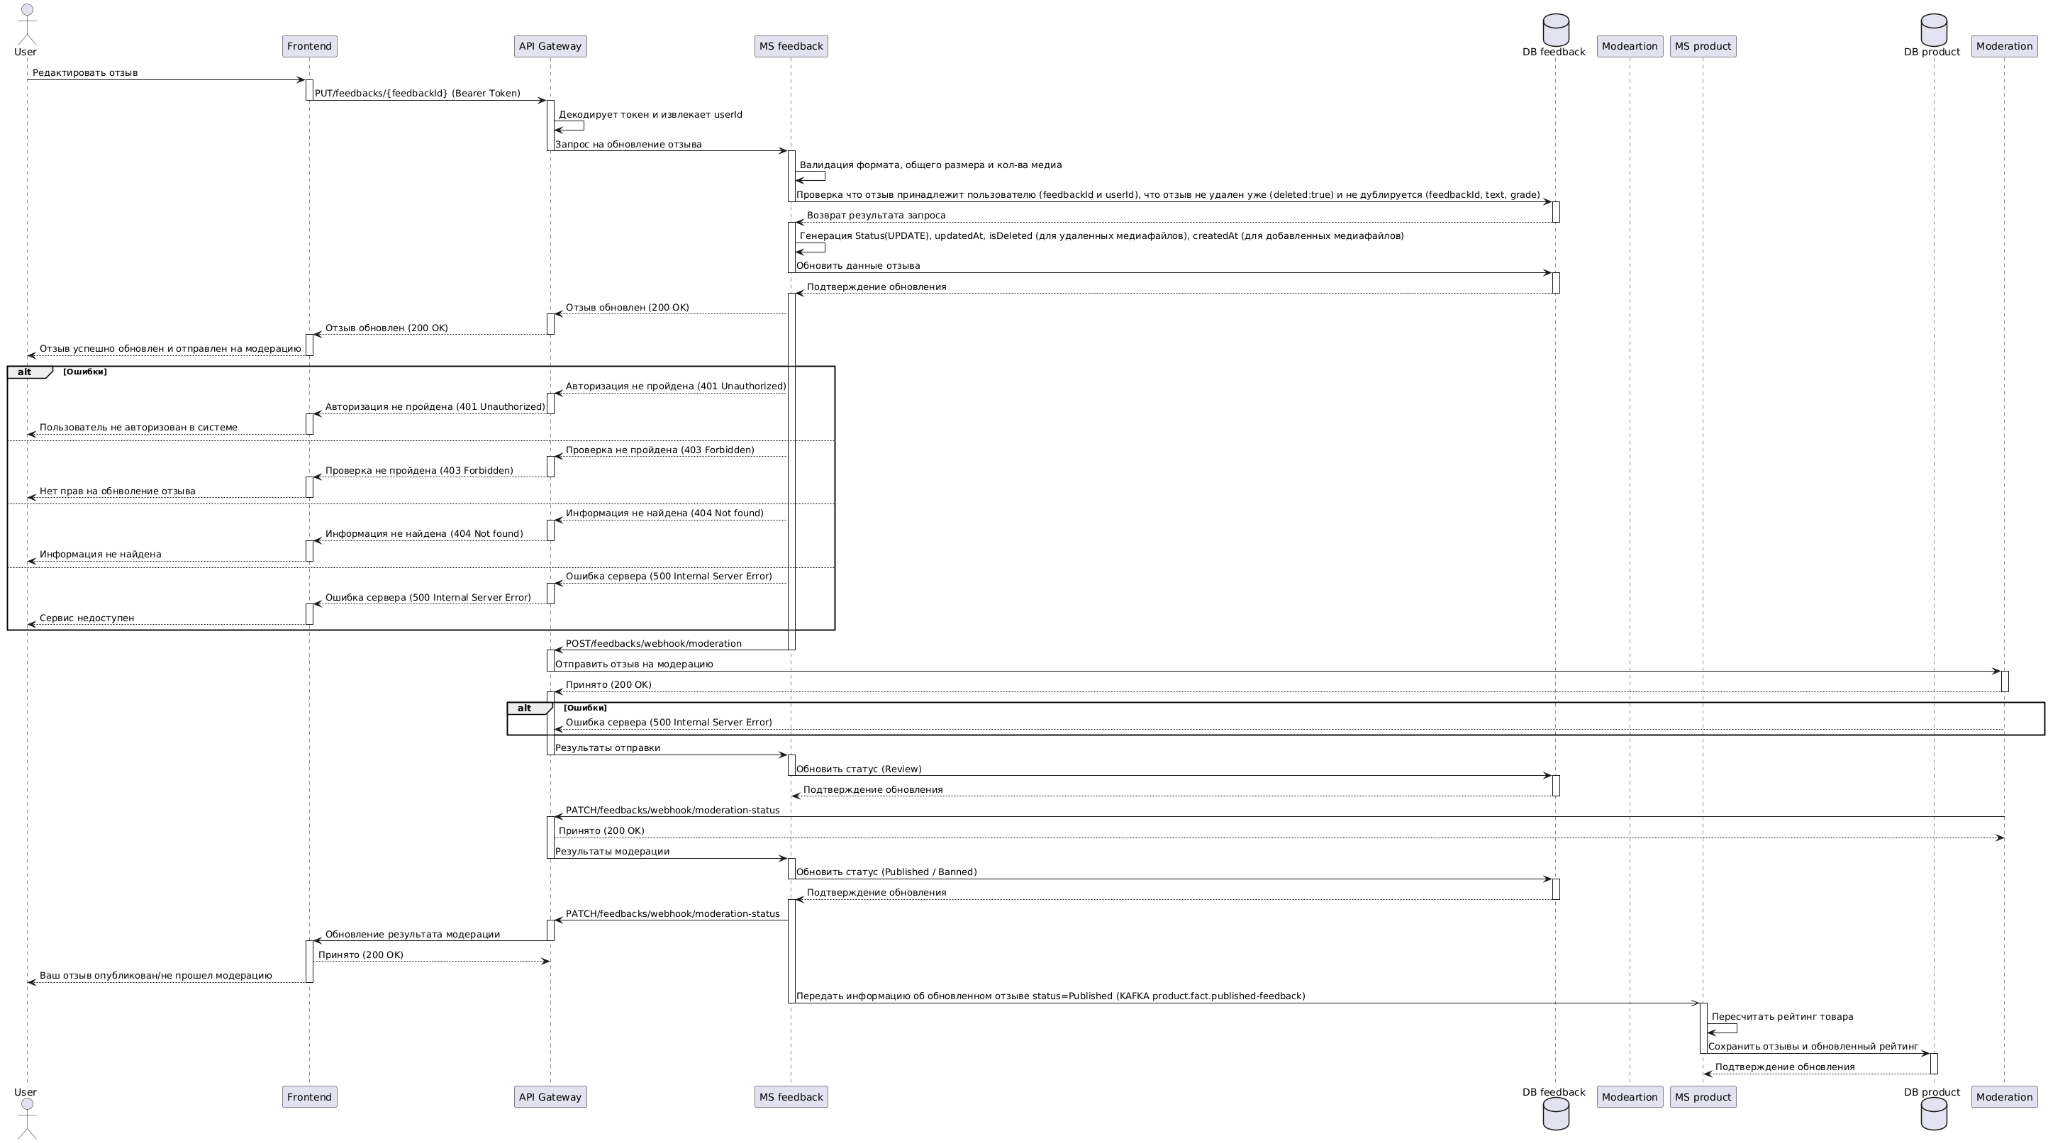 User
Frontend
API Gateway
MS feedback
DB feedback
Modeartion
MS product
DB product
Moderation
Редактировать отзыв
PUT/feedbacks/{feedbackId} (Bearer Token)
Декодирует токен и извлекает userId
Запрос на обновление отзыва
Валидация формата, общего размера и кол-ва медиа
Проверка что отзыв принадлежит пользователю (feedbackId и userId), что отзыв не удален уже (deleted:true) и не дублируется (feedbackId, text, grade)
Возврат результата запроса
Генерация Status(UPDATE), updatedAt, isDeleted (для удаленных медиафайлов), createdAt (для добавленных медиафайлов)
Обновить данные отзыва
Подтверждение обновления
Отзыв обновлен (200 OK)
Отзыв обновлен (200 OK)
Отзыв успешно обновлен и отправлен на модерацию
alt [Ошибки]
Авторизация не пройдена (401 Unauthorized)
Авторизация не пройдена (401 Unauthorized)
Пользователь не авторизован в системе
Проверка не пройдена (403 Forbidden)
Проверка не пройдена (403 Forbidden)
Нет прав на обнволение отзыва
Информация не найдена (404 Not found)
Информация не найдена (404 Not found)
Информация не найдена
Ошибка сервера (500 Internal Server Error)
Ошибка сервера (500 Internal Server Error)
Сервис недоступен
POST/feedbacks/webhook/moderation
Отправить отзыв на модерацию
Принято (200 OK)
alt [Ошибки]
Ошибка сервера (500 Internal Server Error)
Результаты отправки
Обновить статус (Review)
Подтверждение обновления
PATCH/feedbacks/webhook/moderation-status
Принято (200 OK)
Результаты модерации
Обновить статус (Published / Banned)
Подтверждение обновления
PATCH/feedbacks/webhook/moderation-status
Обновление результата модерации
Принято (200 OK)
Ваш отзыв опубликован/не прошел модерацию
Передать информацию об обновленном отзыве status=Published (KAFKA product.fact.published-feedback)
Пересчитать рейтинг товара
Сохранить отзывы и обновленный рейтинг
Подтверждение обновления
User
Frontend
API Gateway
MS feedback
DB feedback
Modeartion
MS product
DB product
Moderation